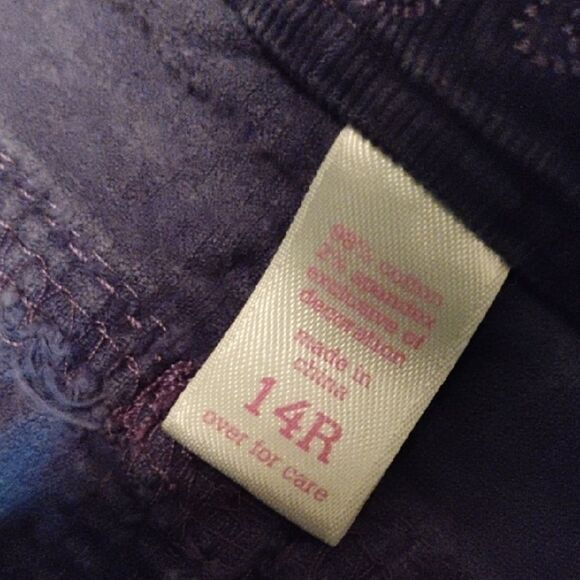 98% cotton
2% spandex
exclusive of
decoration
made in
china
14R
over for care